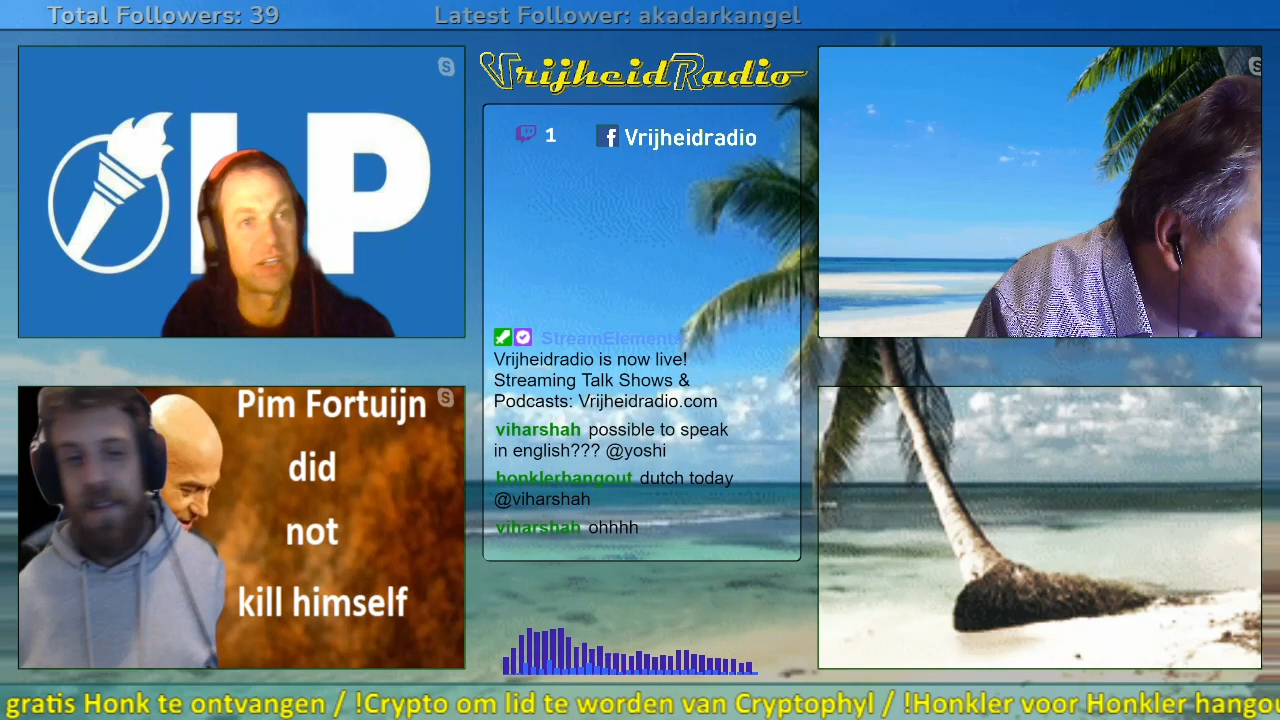 Total Followers: 39
Latest Follower: akadarkangel
LP
VrijheidRadio
1
Vrijheidradio
StreamElements
Vrijheidradio is now live!
Streaming Talk Shows &
Podcasts: Vrijheidradio.com
viharshah possible to speak
in english??? @yoshi
honklerhangout dutch today
@viharshah
viharshah ohhhh
Pim Fortuijn
did
not
kill himself
gratis Honk te ontvangen / !Crypto om lid te worden van Cryptophyl / !Honkler voor Honkler hangou